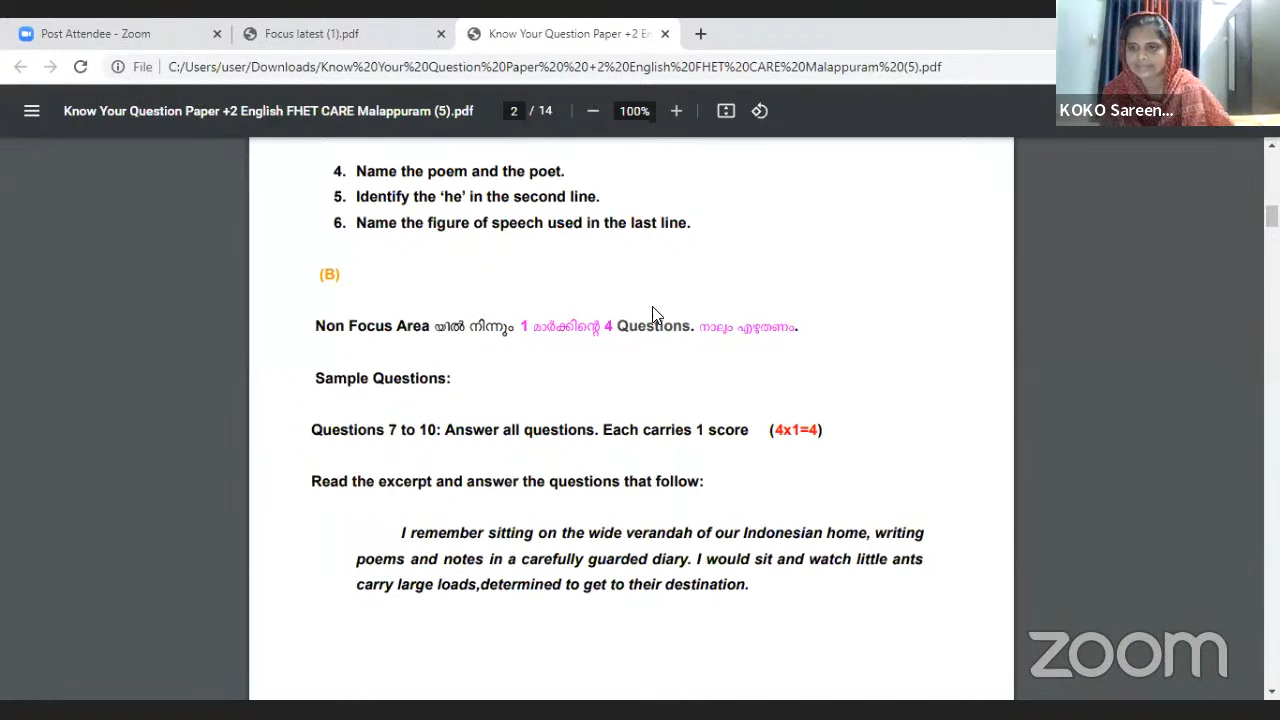 Post Attendee - Zoom
Focus latest (1).pdf
Know Your Question Paper +2 En
File
C:/Users/user/Downloads/Know%20Your%20Question%20Paper%20%20+2%20English%20FHET%20CARE%20Malappuram%20(5).pdf
KOKO Sareen...
Know Your Question Paper +2 English FHET CARE Malappuram (5).pdf
2 / 14
100%
4. Name the poem and the poet.
5. Identify the ‘he’ in the second line.
6. Name the figure of speech used in the last line.
(B)
Non Focus Area യിൽ നിന്നും 1 മാർക്കിന്റെ 4 Questions. നാലും എഴുതണം.
Sample Questions:
Questions 7 to 10: Answer all questions. Each carries 1 score (4x1=4)
Read the excerpt and answer the questions that follow:
I remember sitting on the wide verandah of our Indonesian home, writing
poems and notes in a carefully guarded diary. I would sit and watch little ants
carry large loads,determined to get to their destination.
zoom